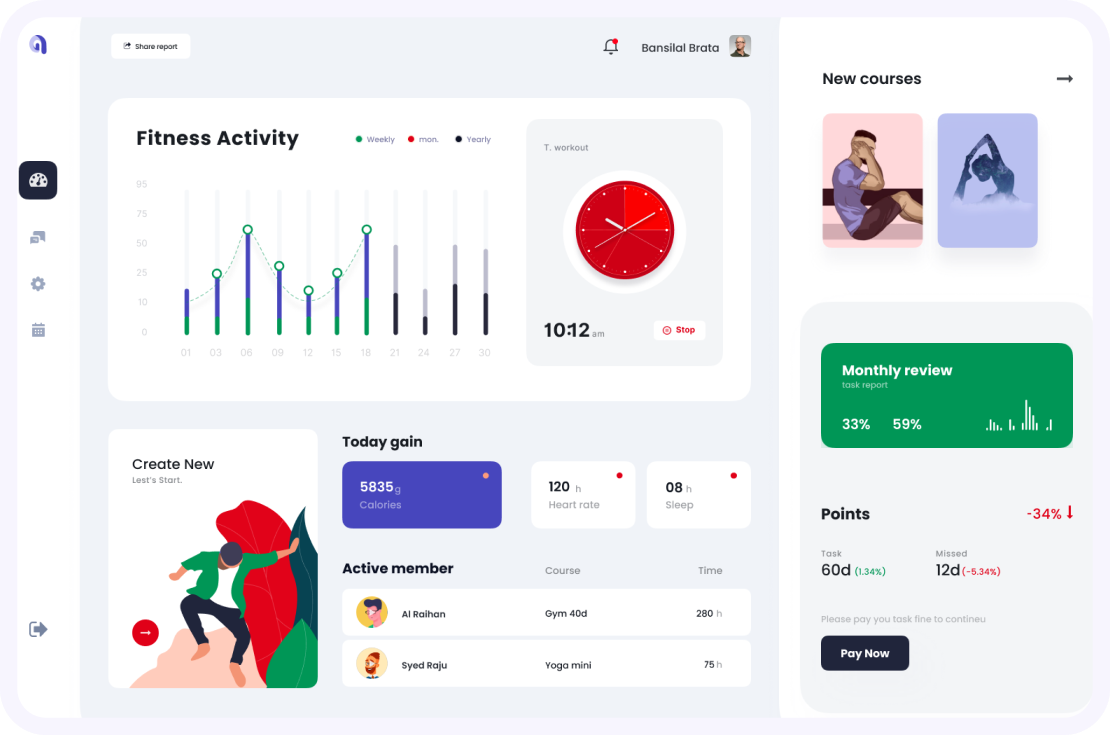 Share report
Bansilal Brata
Fitness Activity
Weekly mon. Yearly
95
75
50
25
10
0
01 03 06 09 12 15 18 21 24 27 30
T. workout
10:12 am
Stop
New courses
Monthly review
task report
33% 59%
Create New
Lest's Start.
Today gain
5835g
Calories
120 h
Heart rate
08 h
Sleep
Active member Course Time
Al Raihan Gym 40d 280 h
Syed Raju Yoga mini 75 h
Points -34%
Task Missed
60d (1.34%) 12d (-5.34%)
Please pay you task fine to contineu
Pay Now